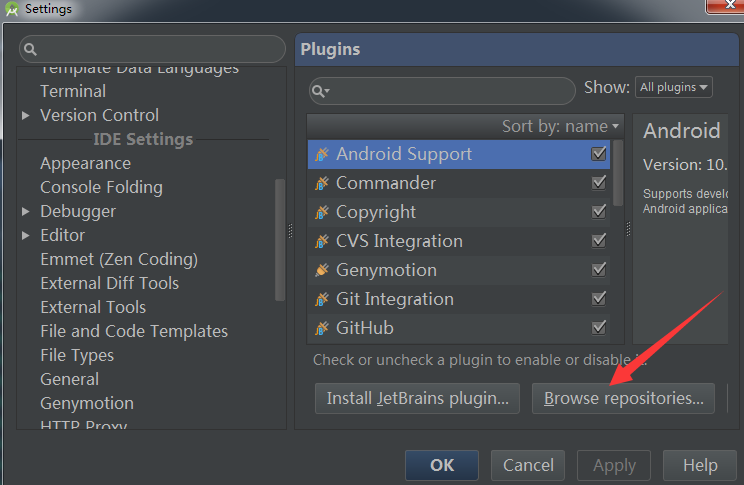 Settings
Template Data Languages
Terminal
Version Control
IDE Settings
Appearance
Console Folding
Debugger
Editor
Emmet (Zen Coding)
External Diff Tools
External Tools
File and Code Templates
File Types
General
Genymotion
HTTP Proxy
Plugins
Show: All plugins
Sort by: name
Android Support
Commander
Copyright
CVS Integration
Genymotion
Git Integration
GitHub
Android
Version: 10.
Supports develo
Android applica
Check or uncheck a plugin to enable or disable it.
Install JetBrains plugin...
Browse repositories...
OK
Cancel
Apply
Help